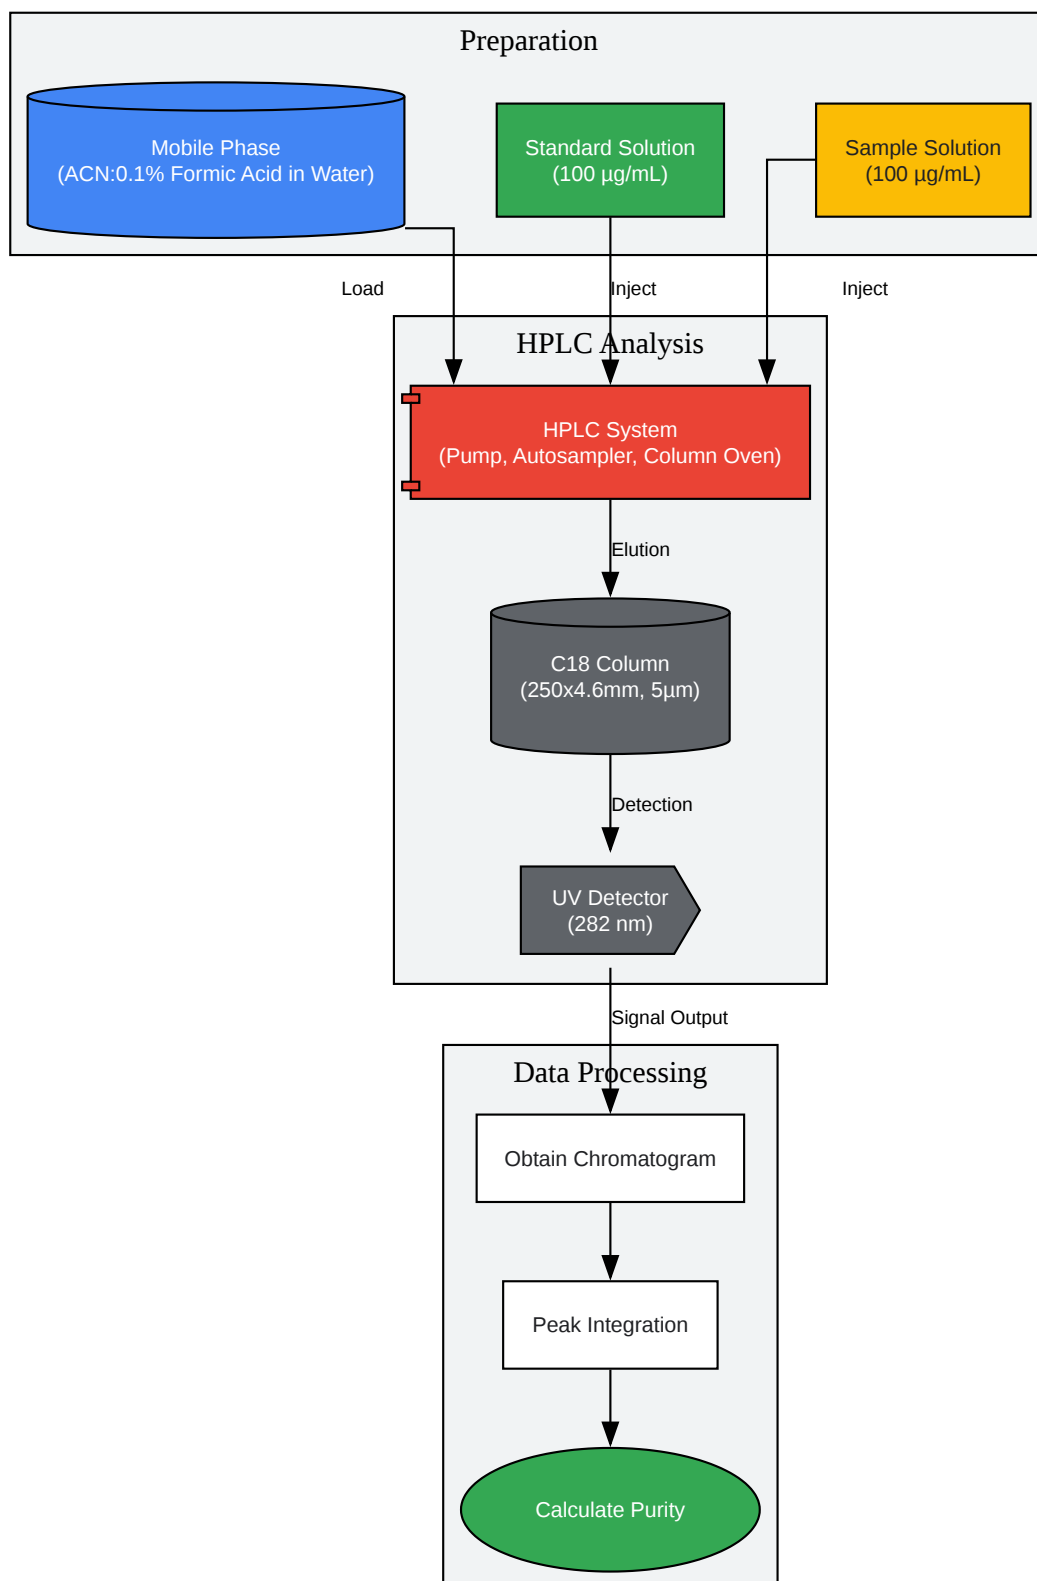 Preparation
Mobile Phase
(ACN:0.1% Formic Acid in Water)
Standard Solution
(100 µg/mL)
Sample Solution
(100 µg/mL)
Load
Inject
Inject
HPLC Analysis
HPLC System
(Pump, Autosampler, Column Oven)
Elution
C18 Column
(250x4.6mm, 5µm)
Detection
UV Detector
(282 nm)
Signal Output
Data Processing
Obtain Chromatogram
Peak Integration
Calculate Purity